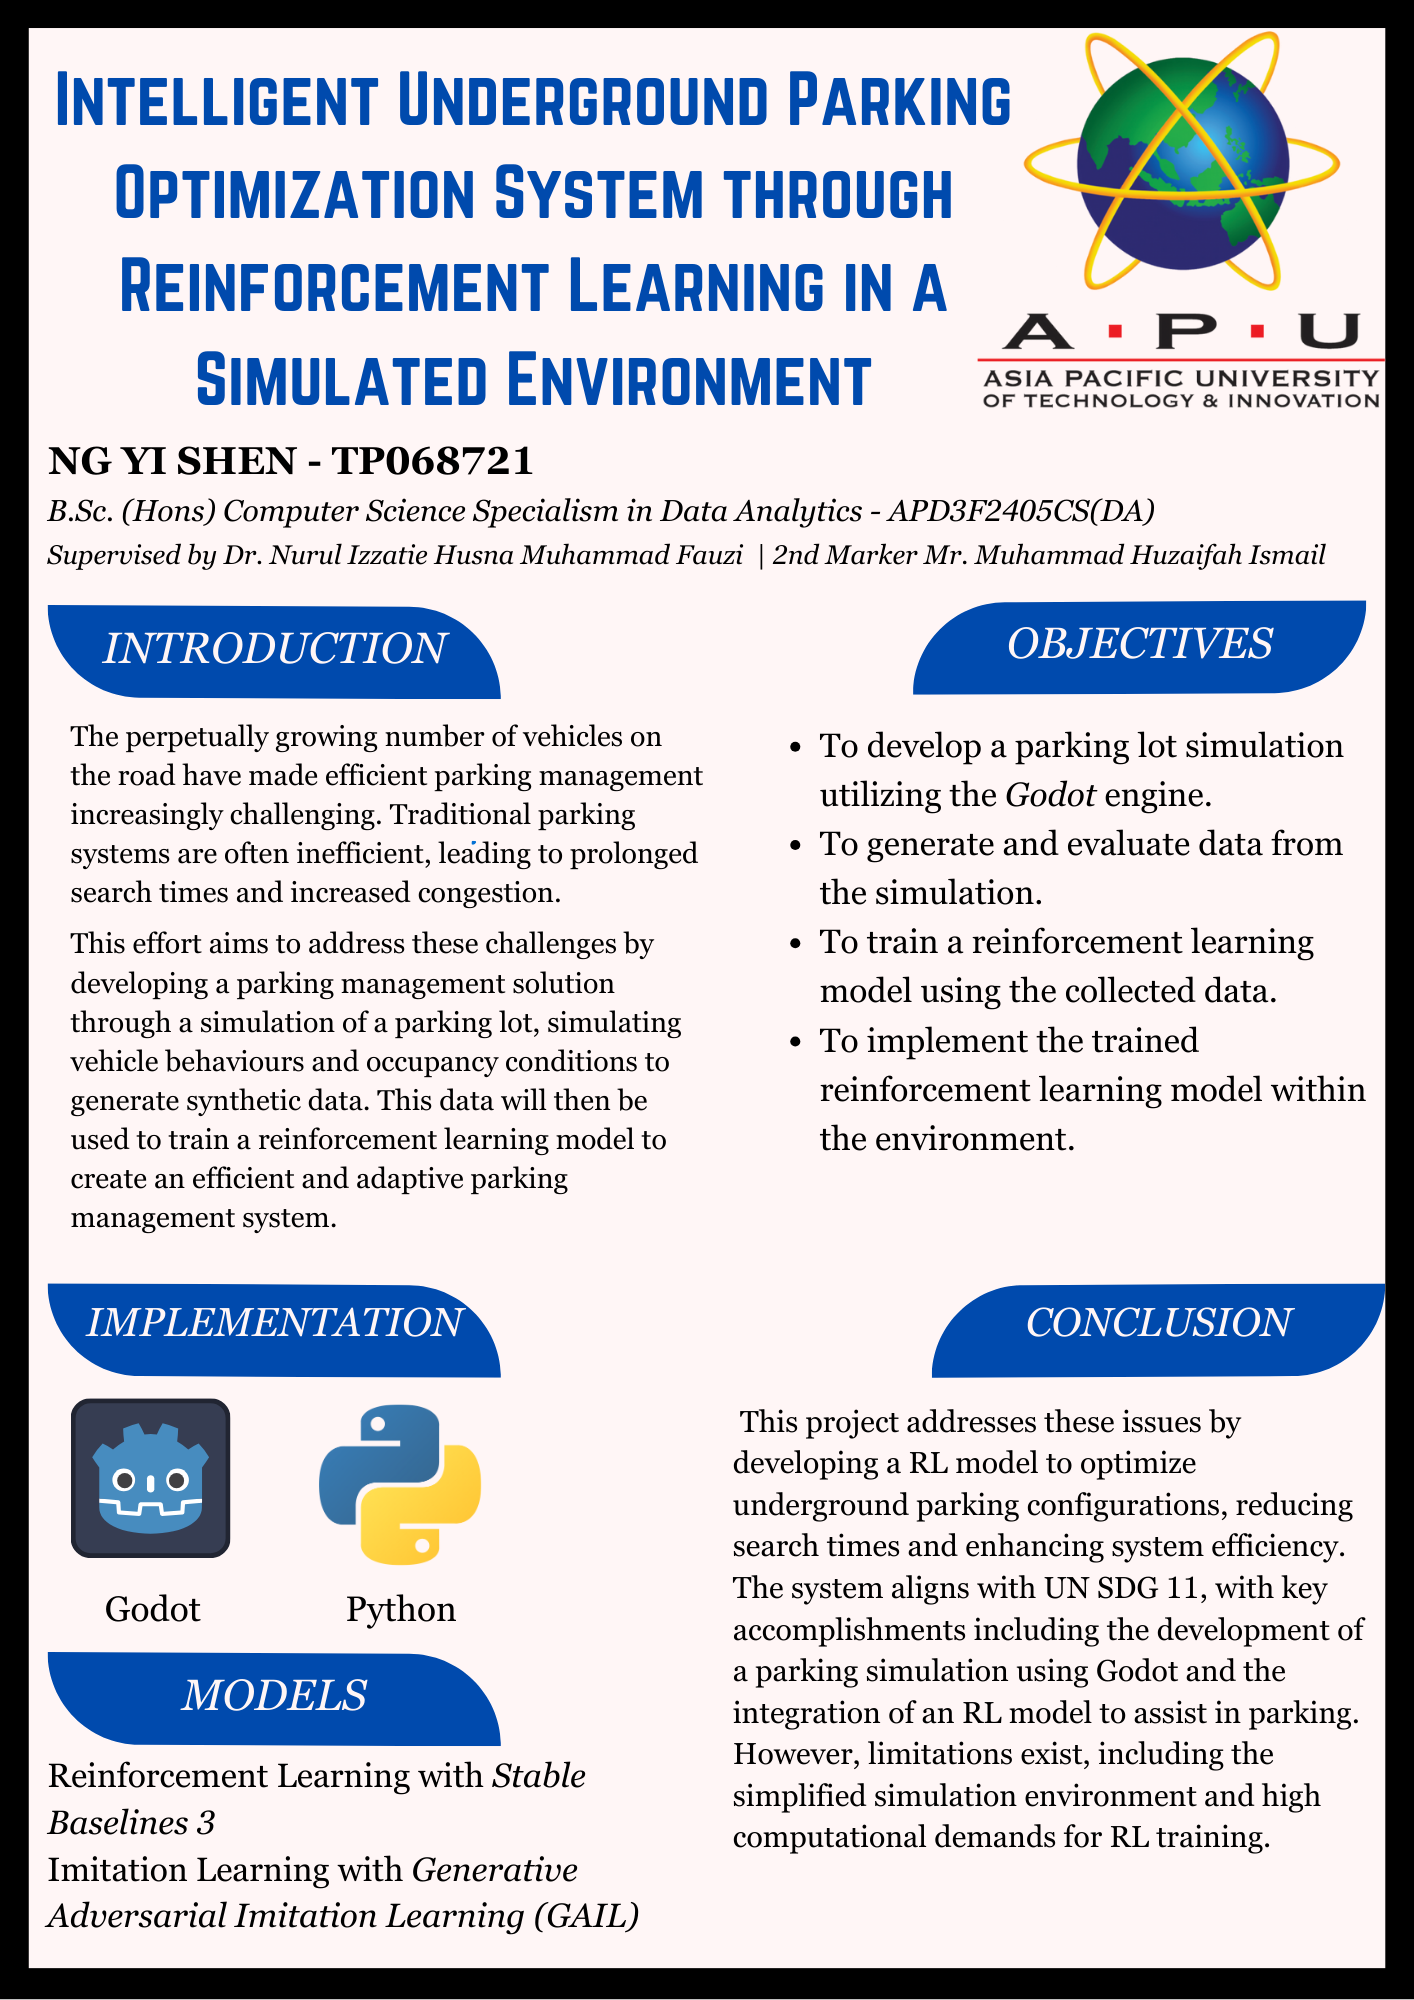 Intelligent Underground Parking
Optimization System through
Reinforcement Learning in a
Simulated Environment
A · P · U
ASIA PACIFIC UNIVERSITY
OF TECHNOLOGY & INNOVATION
NG YI SHEN - TP068721
B.Sc. (Hons) Computer Science Specialism in Data Analytics - APD3F2405CS(DA)
Supervised by Dr. Nurul Izzatie Husna Muhammad Fauzi | 2nd Marker Mr. Muhammad Huzaifah Ismail
INTRODUCTION
The perpetually growing number of vehicles on
the road have made efficient parking management
increasingly challenging. Traditional parking
systems are often inefficient, leading to prolonged
search times and increased congestion.
This effort aims to address these challenges by
developing a parking management solution
through a simulation of a parking lot, simulating
vehicle behaviours and occupancy conditions to
generate synthetic data. This data will then be
used to train a reinforcement learning model to
create an efficient and adaptive parking
management system.
OBJECTIVES
• To develop a parking lot simulation
utilizing the Godot engine.
• To generate and evaluate data from
the simulation.
• To train a reinforcement learning
model using the collected data.
• To implement the trained
reinforcement learning model within
the environment.
IMPLEMENTATION
Godot
Python
MODELS
Reinforcement Learning with Stable
Baselines 3
Imitation Learning with Generative
Adversarial Imitation Learning (GAIL)
CONCLUSION
This project addresses these issues by
developing a RL model to optimize
underground parking configurations, reducing
search times and enhancing system efficiency.
The system aligns with UN SDG 11, with key
accomplishments including the development of
a parking simulation using Godot and the
integration of an RL model to assist in parking.
However, limitations exist, including the
simplified simulation environment and high
computational demands for RL training.